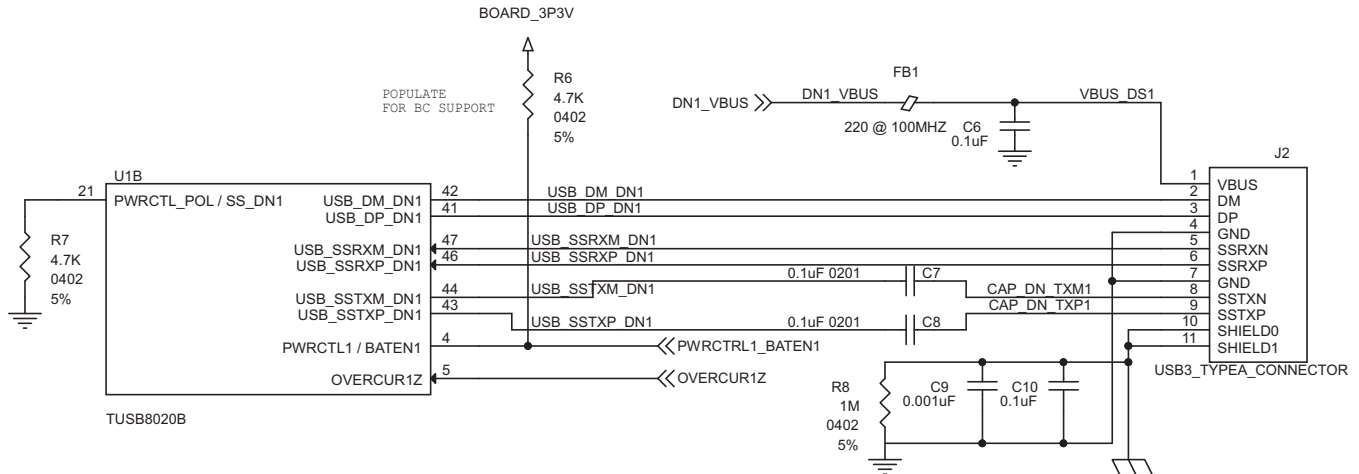 BOARD_3P3V
POPULATE
FOR BC SUPPORT
R6
4.7K
0402
5%
DN1_VBUS
DN1_VBUS
FB1
220 @ 100MHZ
C6
0.1uF
VBUS_DS1
J2
U1B
21
PWRCTL_POL / SS_DN1
R7
4.7K
0402
5%
USB_DM_DN1
42
USB_DM_DN1
USB_DP_DN1
41
USB_DP_DN1
USB_SSRXM_DN1
47
USB_SSRXM_DN1
USB_SSRXP_DN1
46
USB_SSRXP_DN1
USB_SSTXM_DN1
44
USB_SSTXM_DN1
USB_SSTXP_DN1
43
USB_SSTXP_DN1
PWRCTL1 / BATEN1
4
PWRCTRL1_BATEN1
OVERCUR1Z
5
OVERCUR1Z
TUSB8020B
0.1uF 0201
C7
CAP_DN_TXM1
0.1uF 0201
C8
CAP_DN_TXP1
1
VBUS
2
DM
3
DP
4
GND
5
SSRXN
6
SSRXP
7
GND
8
SSTXN
9
SSTXP
10
SHIELD0
11
SHIELD1
USB3_TYPEA_CONNECTOR
R8
1M
0402
5%
C9
0.001uF
C10
0.1uF